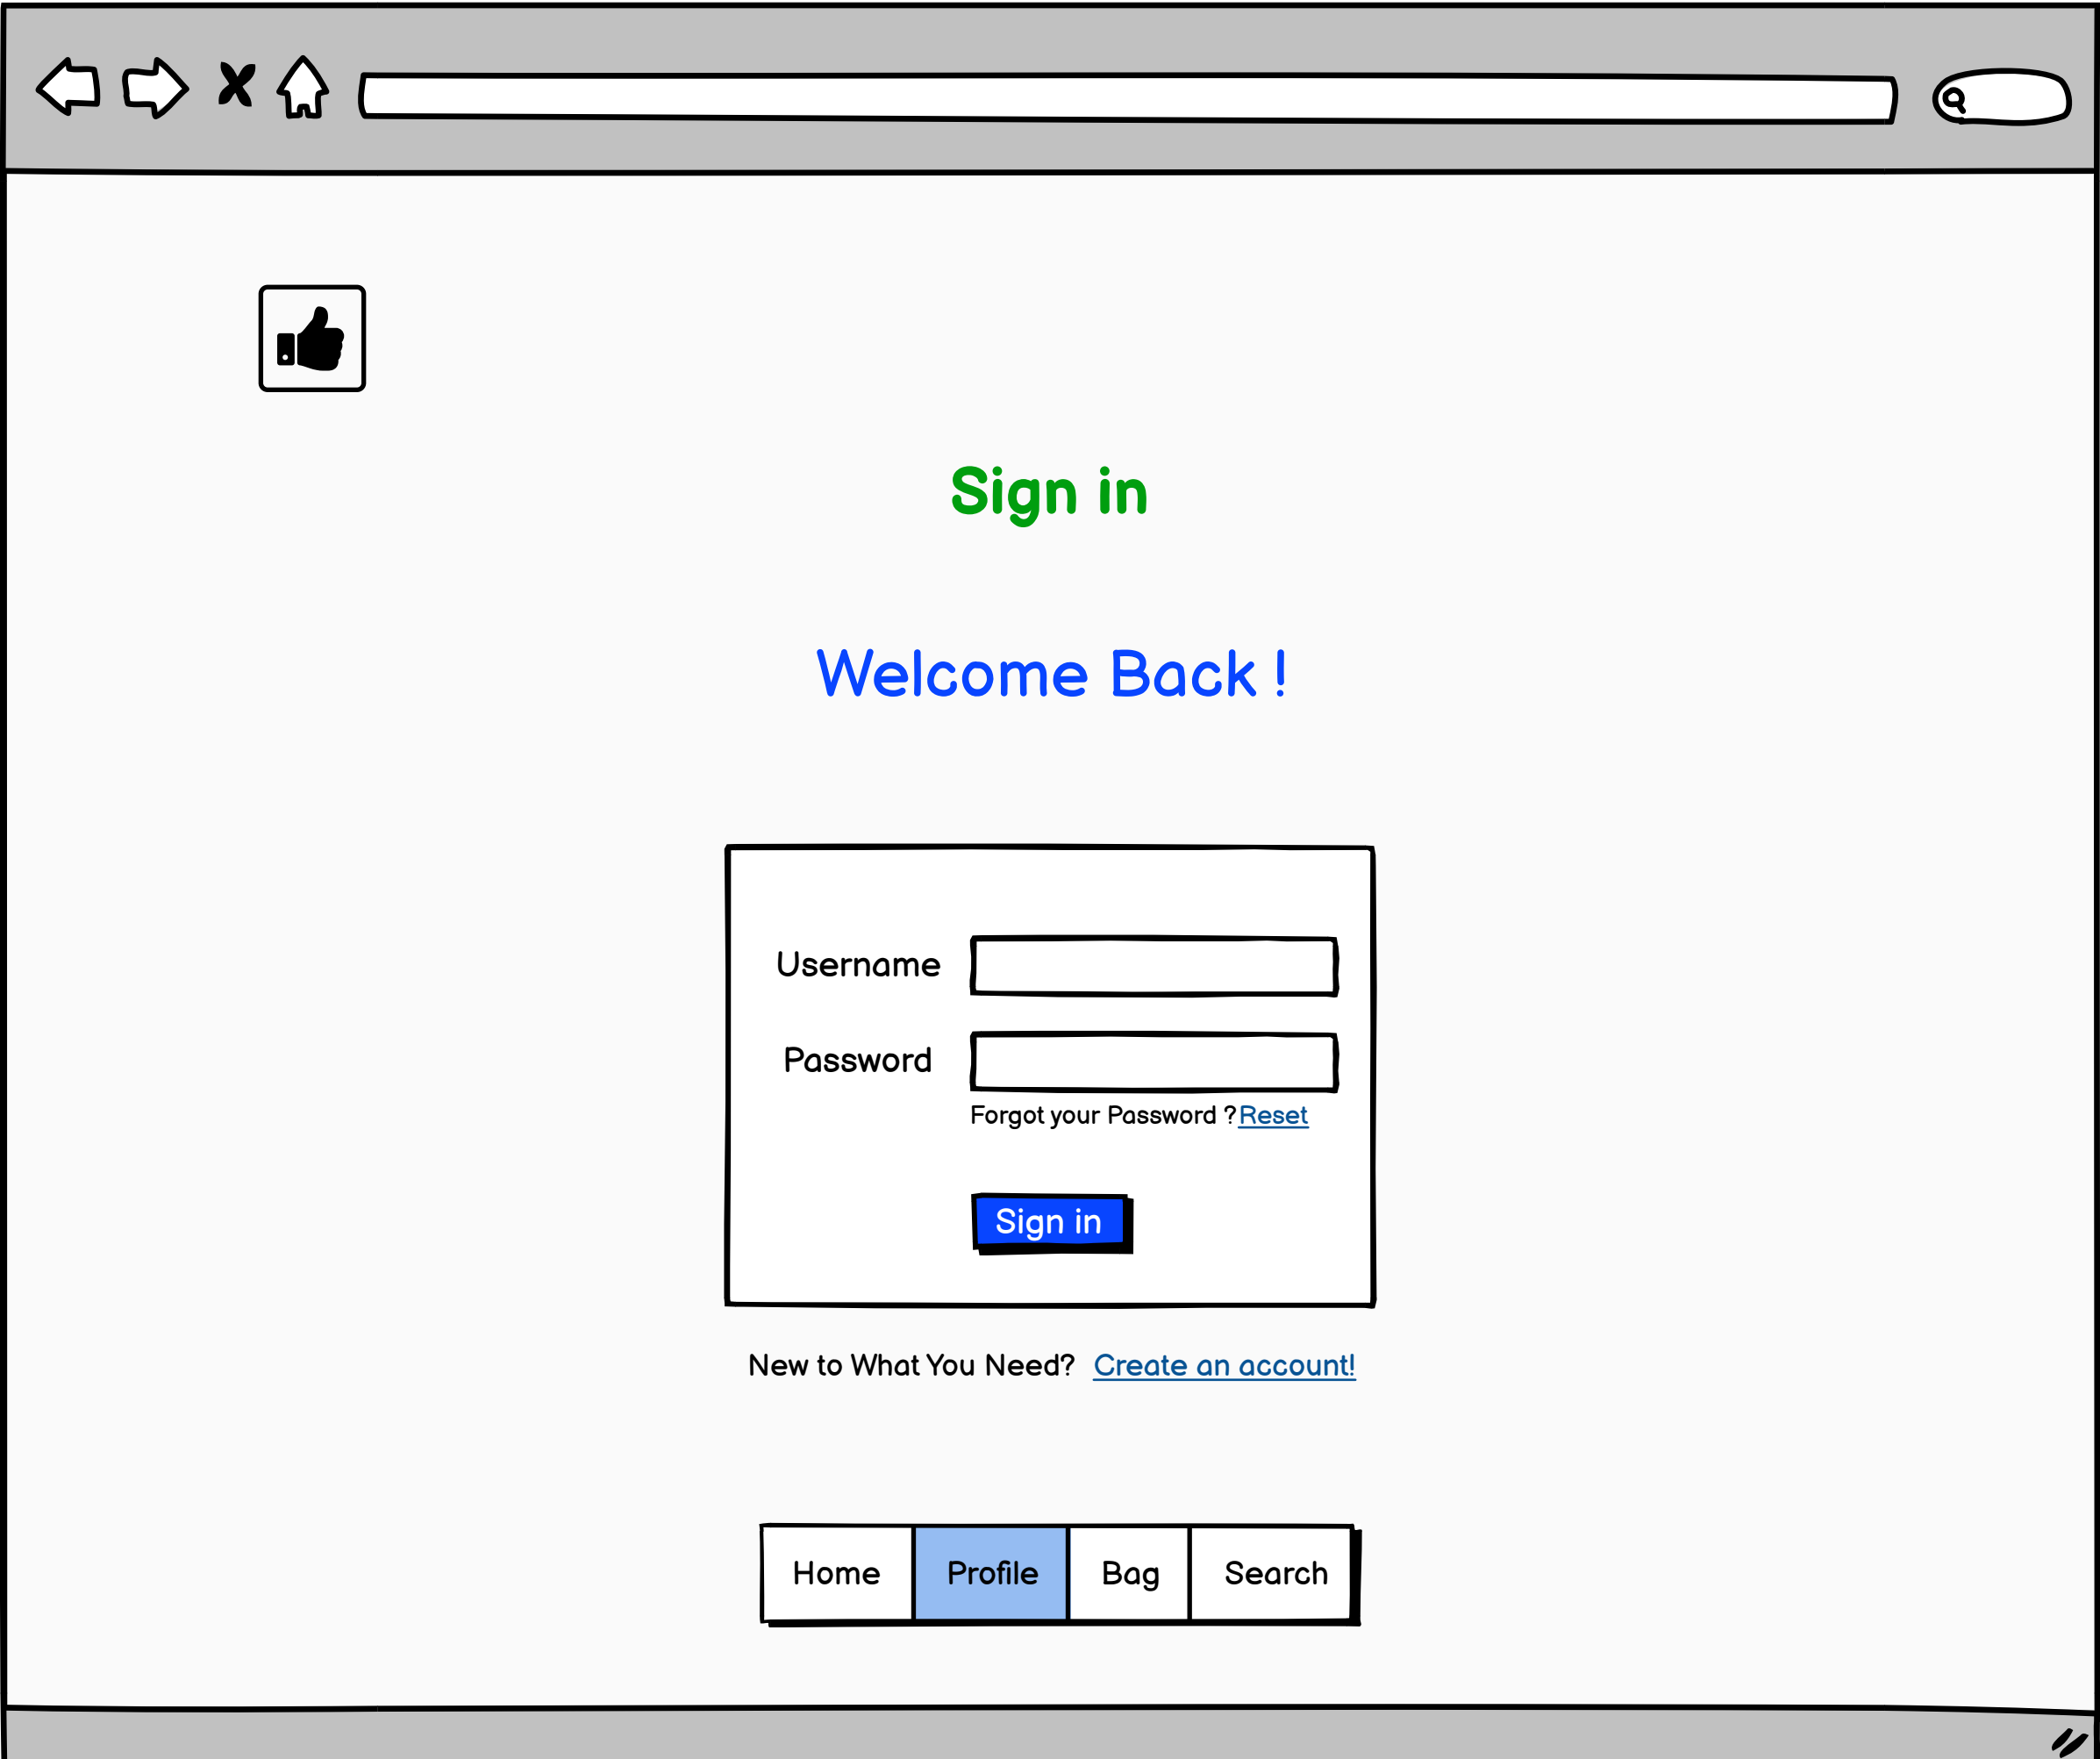 Sign in
Welcome Back !
Username
Password
Forgot your Password ? Reset
Sign in
New to What You Need? Create an account!
Home Profile Bag Search